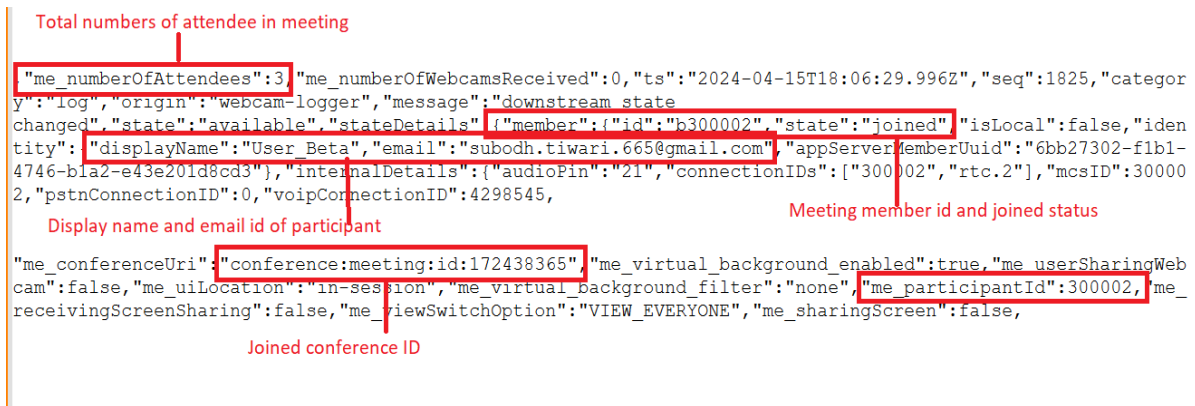 Total numbers of attendee in meeting
,"me_numberOfAttendees":3,"me_numberOfWebcamsReceived":0,"ts":"2024-04-15T18:06:29.996Z","seq":1825,"categor
y":"log","origin":"webcam-logger","message":"downstream state
changed","state":"available","stateDetails":{"member":{"id":"b300002","state":"joined","isLocal":false,"iden
tity":{"displayName":"User_Beta","email":"subodh.tiwari.665@gmail.com","appServerMemberUuid":"6bb27302-f1b1-
4746-b1a2-e43e201d8cd3"},"internalDetails":{"audioPin":"21","connectionIDs":["300002","rtc.2"],"mcsID":30000
2,"pstnConnectionID":0,"voipConnectionID":4298545,
Meeting member id and joined status
Display name and email id of participant
"me_conferenceUri":"conference:meeting:id:172438365","me_virtual_background_enabled":true,"me_userSharingWeb
cam":false,"me_uiLocation":"in-session","me_virtual_background_filter":"none","me_participantId":300002,"me_
receivingScreenSharing":false,"me_viewSwitchOption":"VIEW_EVERYONE","me_sharingScreen":false,
Joined conference ID